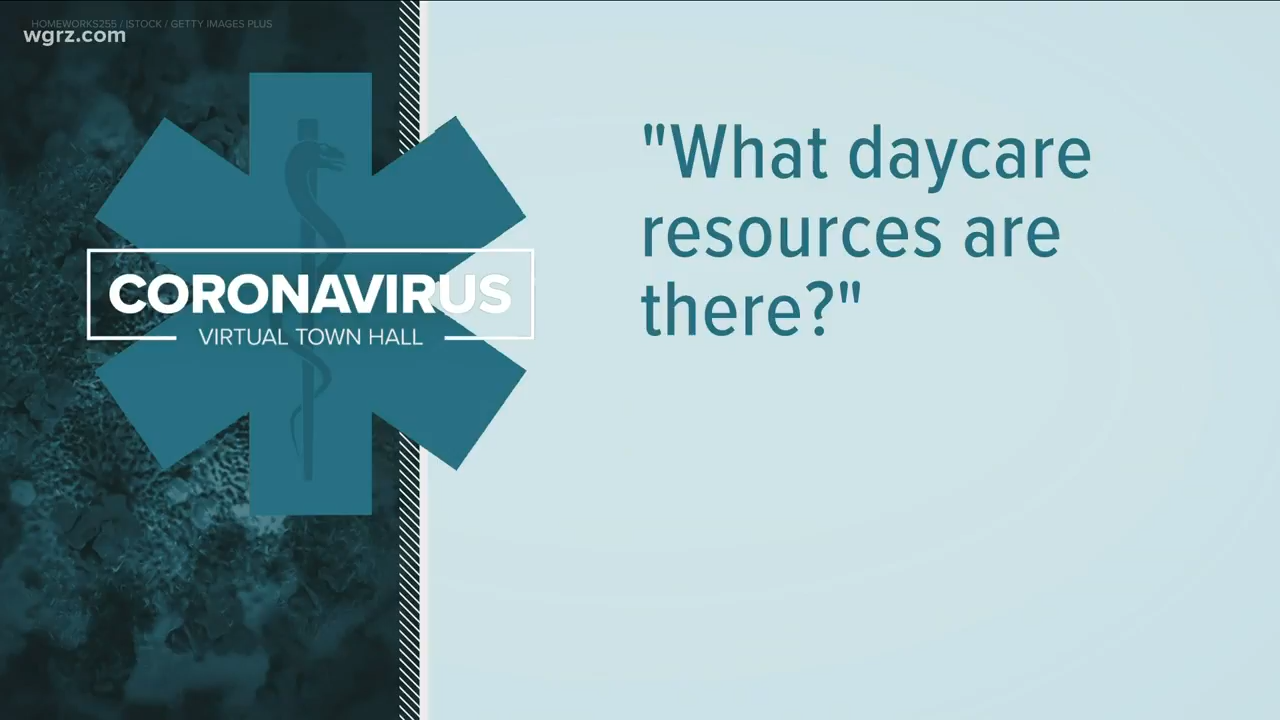 HOMEWORKS255 / ISTOCK / GETTY IMAGES PLUS
wgrz.com
CORONAVIRUS
VIRTUAL TOWN HALL
"What daycare
resources are
there?"